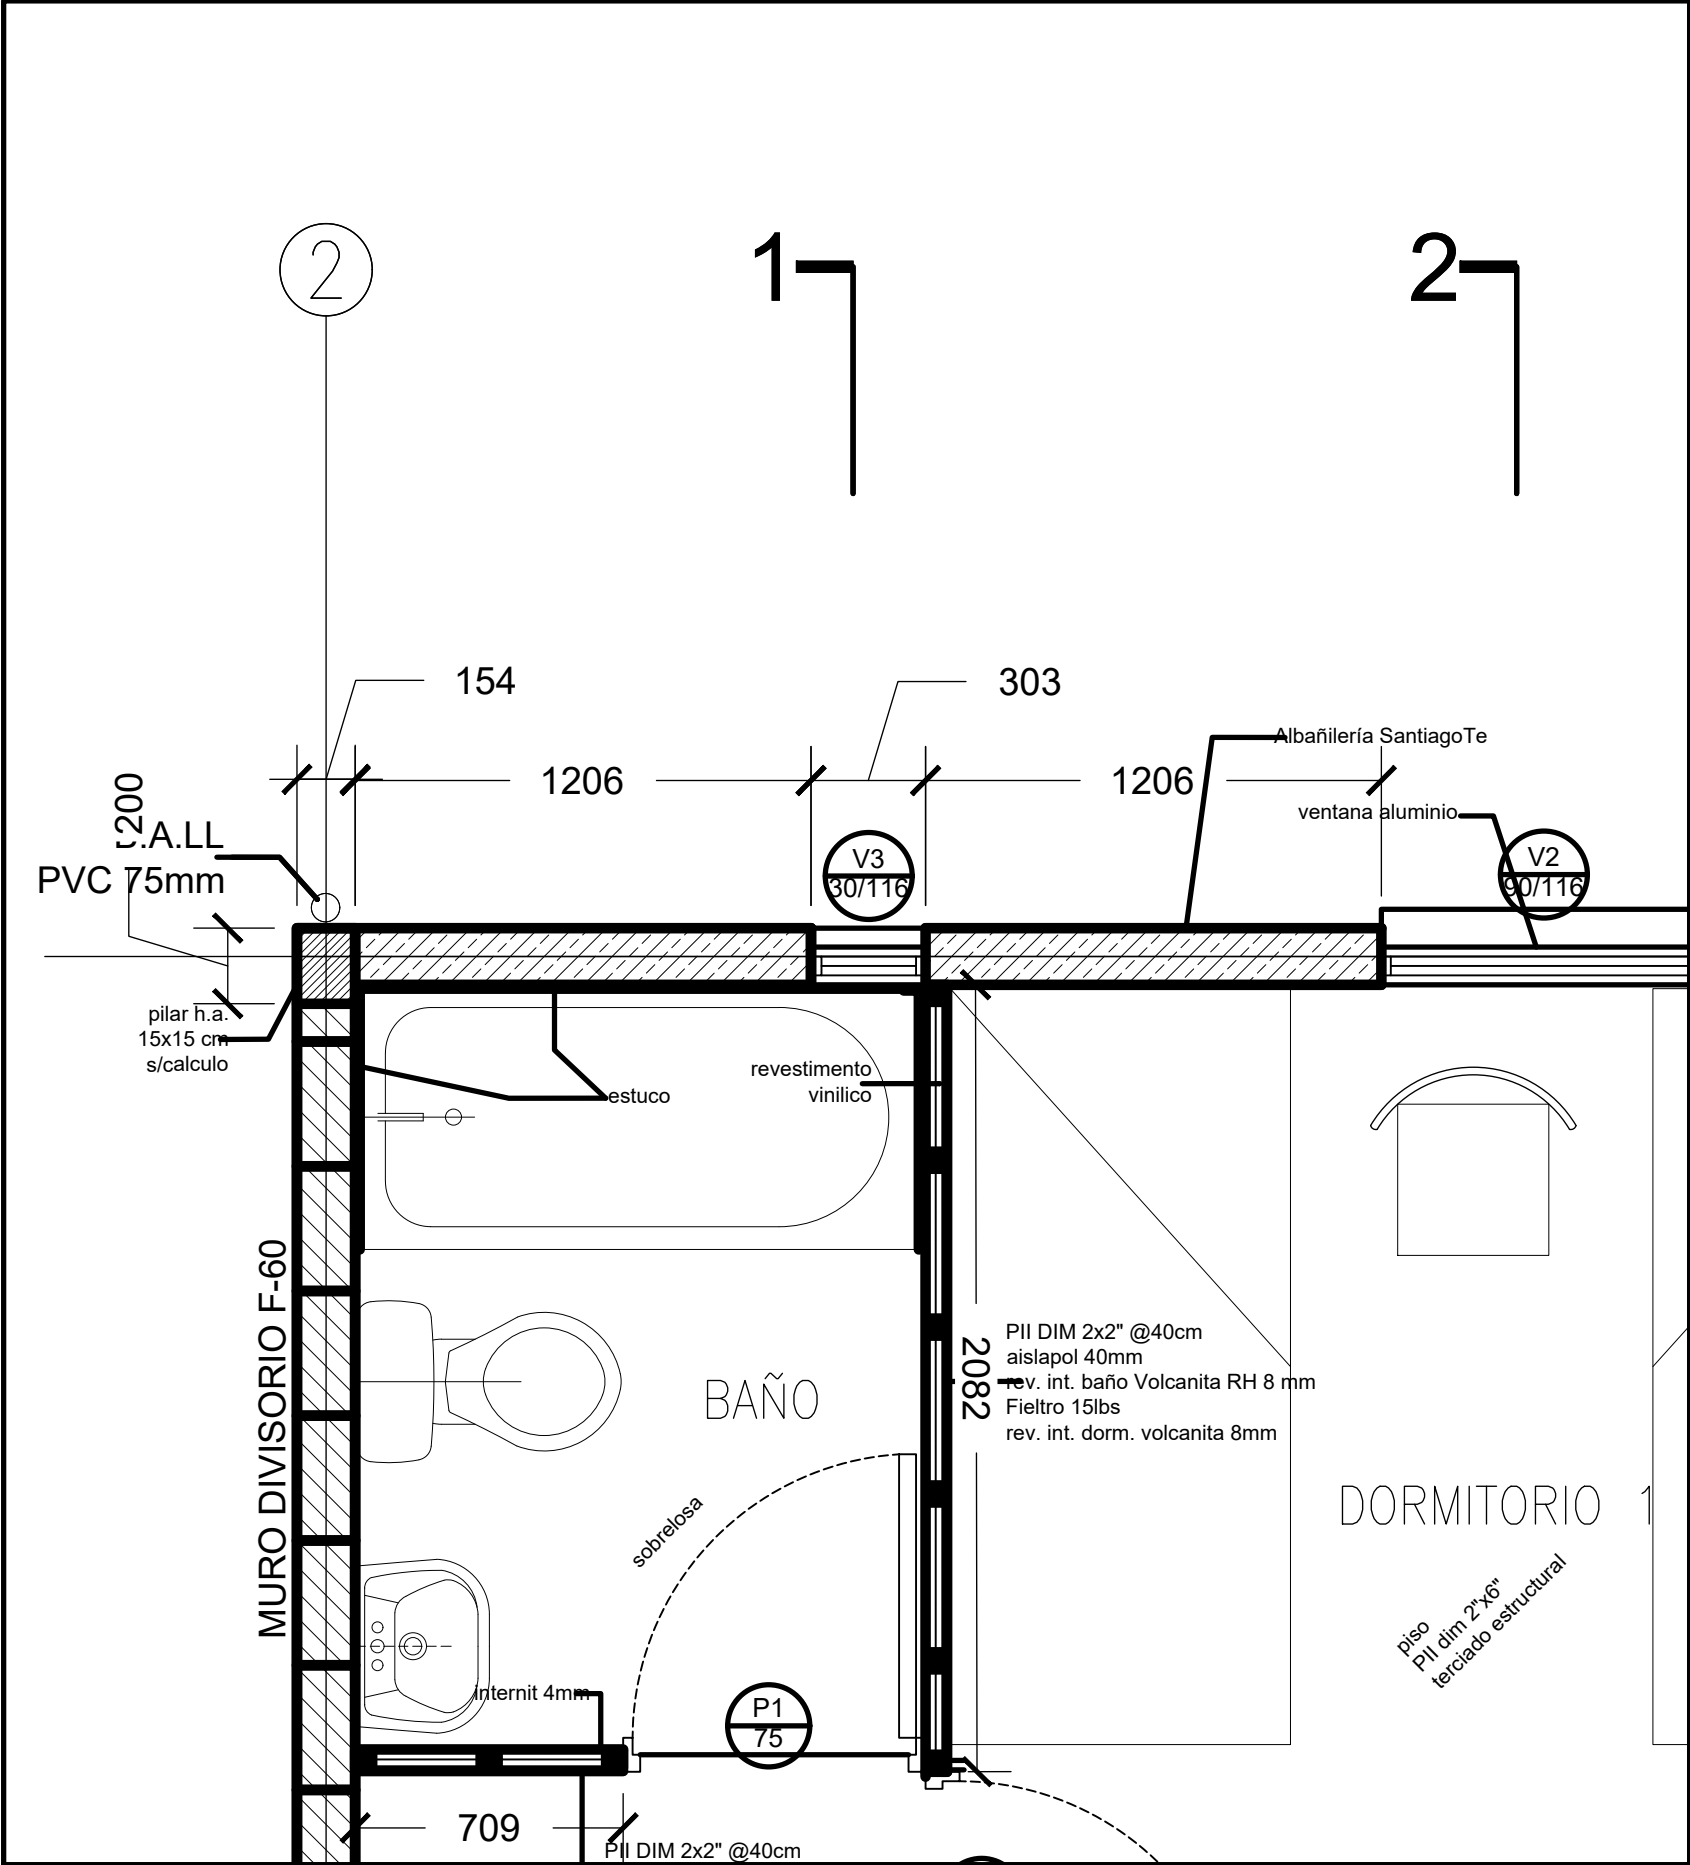 2
1
2
154
303
Albañilería SantiagoTe
1206
1206
200
ventana aluminio
.A.LL
PVC 75mm
V3
30/116
V2
90/116
pilar h.a.
15x15 cm
s/calculo
revestimento
vinilico
estuco
MURO DIVISORIO F-60
2082
PII DIM 2x2" @40cm
aislapol 40mm
rev. int. baño Volcanita RH 8 mm
Fieltro 15lbs
rev. int. dorm. volcanita 8mm
BAÑO
DORMITORIO 1
sobrelosa
piso
PII dim 2"x6"
terciado estructural
internit 4mm
P1
75
709
PII DIM 2x2" @40cm